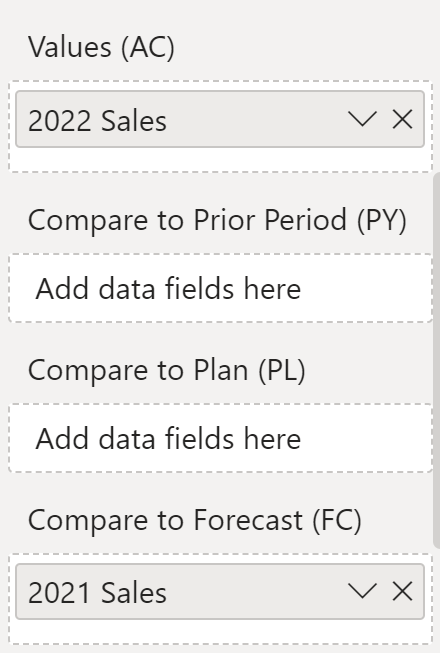 Values (AC)
2022 Sales
Compare to Prior Period (PY)
Add data fields here
Compare to Plan (PL)
Add data fields here
Compare to Forecast (FC)
2021 Sales